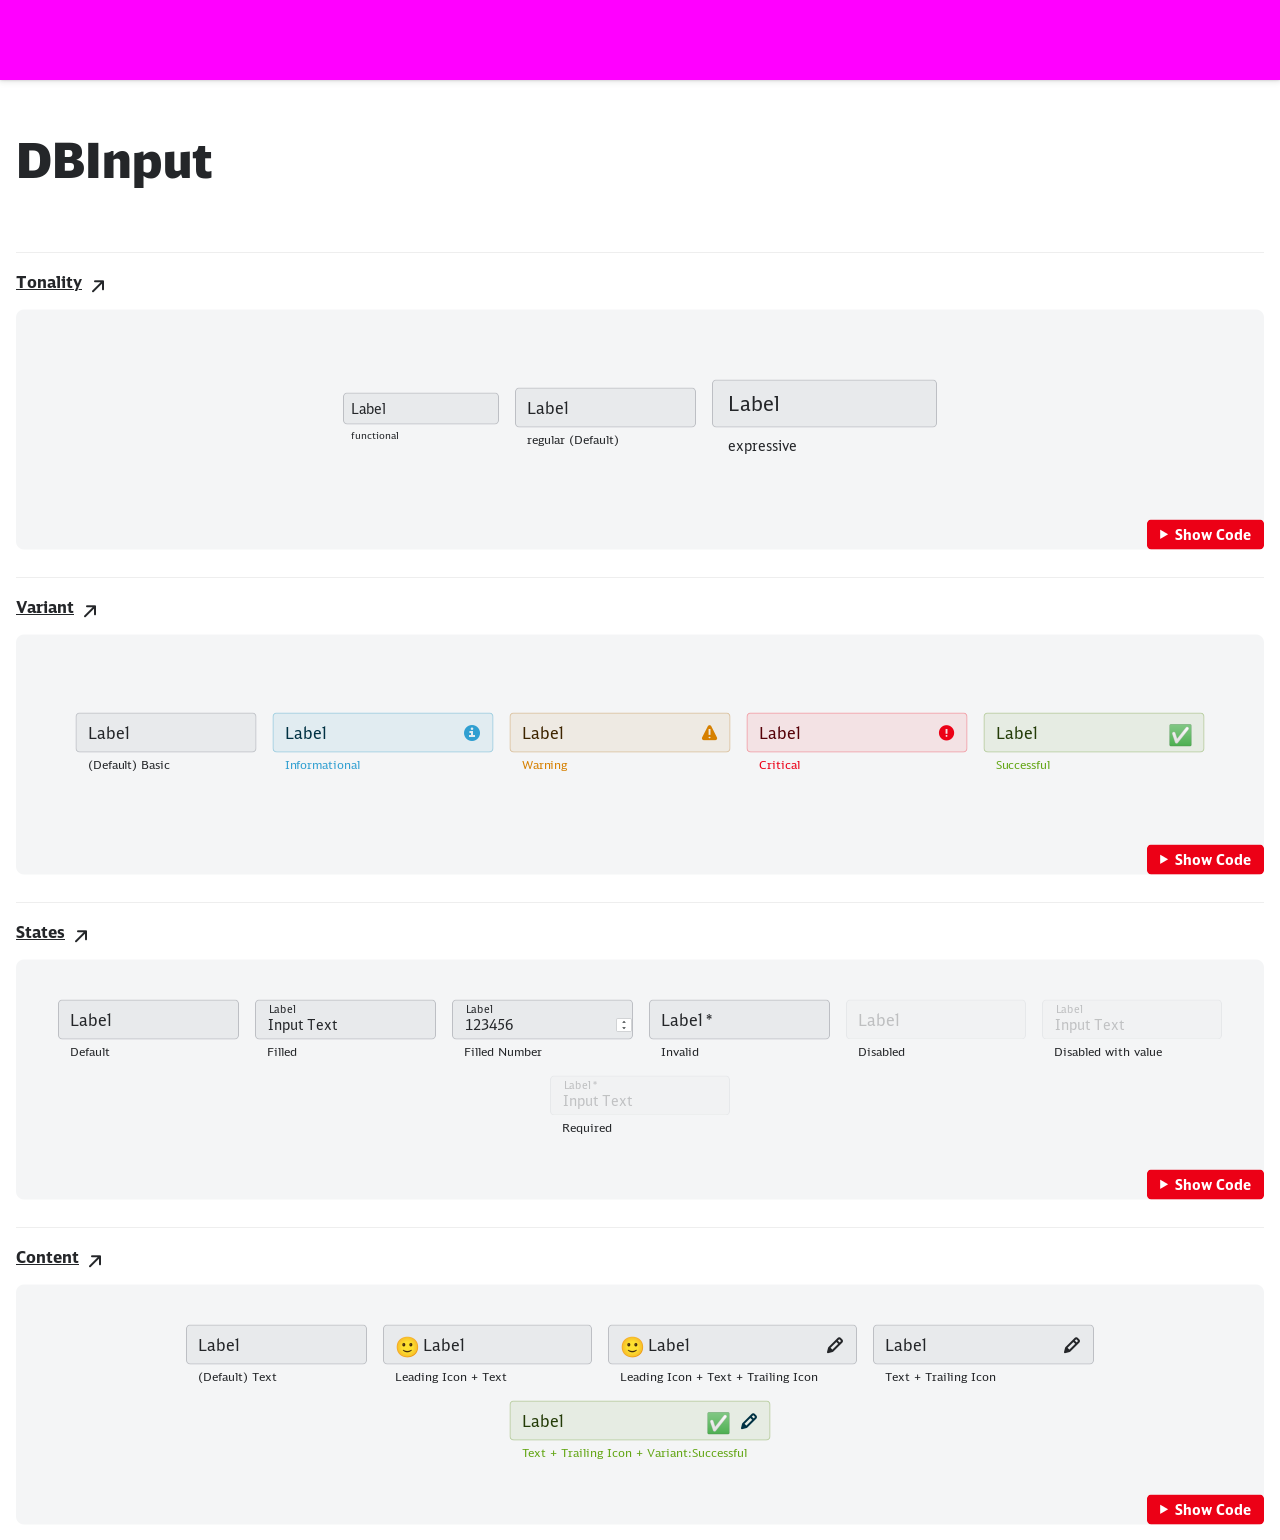 DBInput
Tonality
Label Label Label
functional regular (Default) expressive
Show Code
Variant
Label Label Label Label Label
(Default) Basic Informational Warning Critical Successful
Show Code
States
Label Label Label Label * Label Label
Input Text 123456 Input Text
Default Filled Filled Number Invalid Disabled Disabled with value
Label *
Input Text
Required
Show Code
Content
Label Label Label Label
(Default) Text Leading Icon + Text Leading Icon + Text + Trailing Icon Text + Trailing Icon
Label
Text + Trailing Icon + Variant:Successful
Show Code